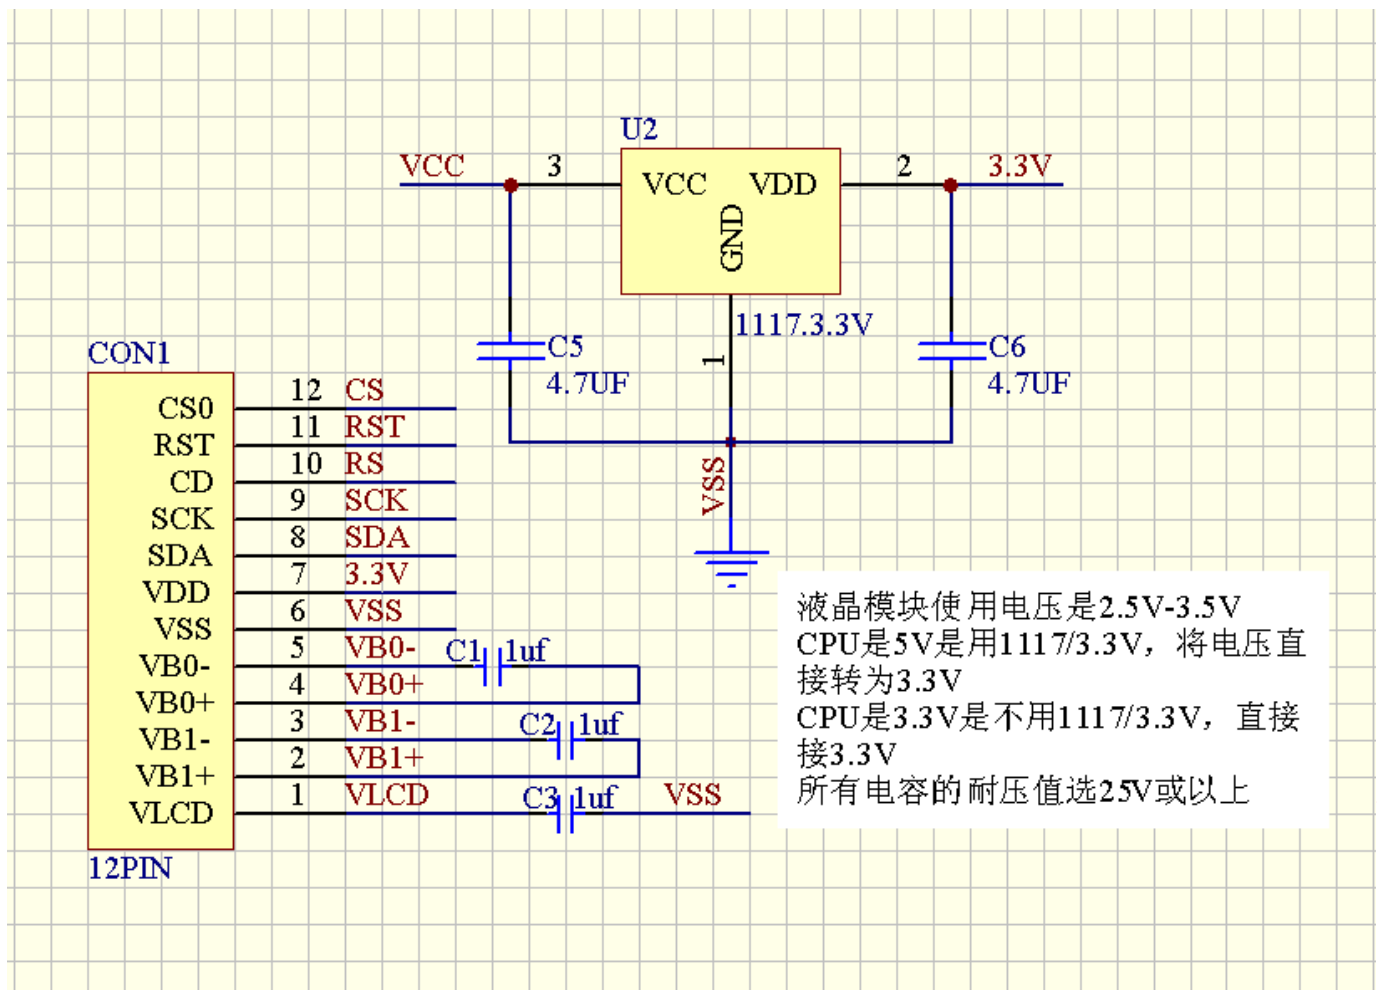 U2
VCC 3 VCC VDD 2 3.3V
GND
1117.3.3V
1
C5
4.7UF
C6
4.7UF
VSS
CON1
CS0 12 CS
RST 11 RST
CD 10 RS
SCK 9 SCK
SDA 8 SDA
VDD 7 3.3V
VSS 6 VSS
VB0- 5 VB0- C1 1uf
VB0+ 4 VB0+
VB1- 3 VB1- C2 1uf
VB1+ 2 VB1+
VLCD 1 VLCD C3 1uf VSS
12PIN
液晶模块使用电压是2.5V-3.5V
CPU是5V是用1117/3.3V，将电压直
接转为3.3V
CPU是3.3V是不用1117/3.3V，直接
接3.3V
所有电容的耐压值选25V或以上